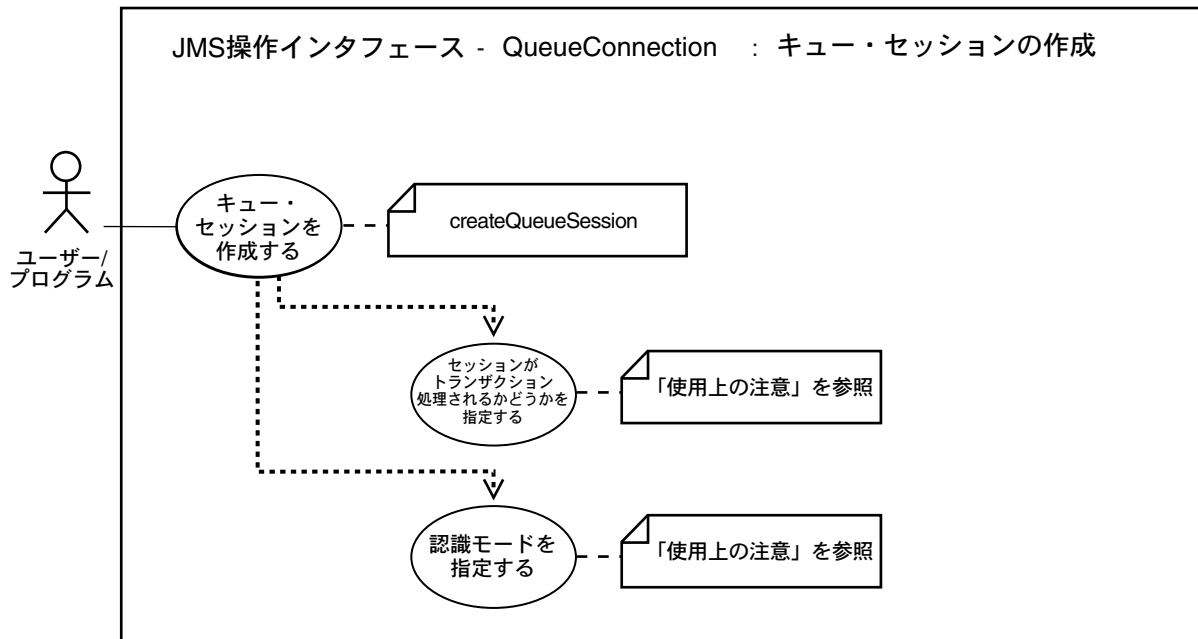 JMS操作インタフェース - QueueConnection : キュー・セッションの作成
キュー・
セッションを
作成する
createQueueSession
ユーザー/
プログラム
セッションが
トランザクション
処理されるかどうかを
指定する
「使用上の注意」を参照
認識モードを
指定する
「使用上の注意」を参照